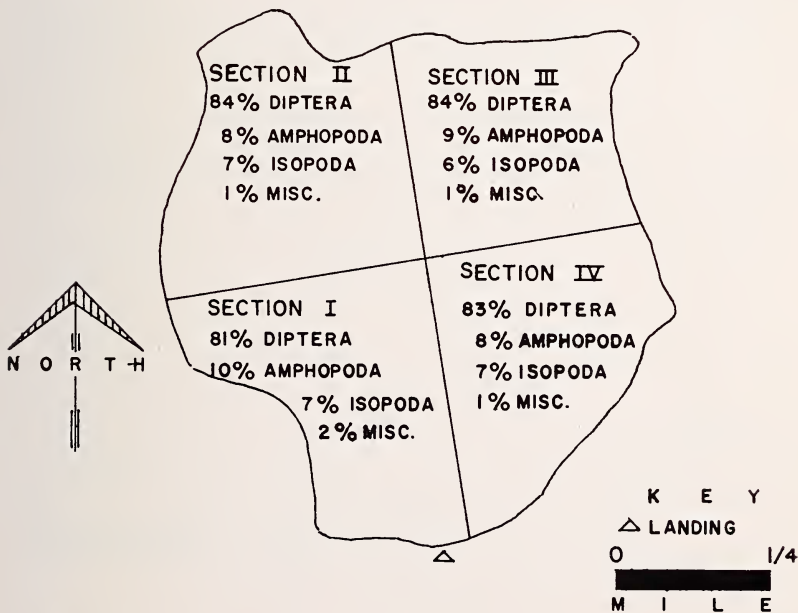 SECTION II
84% DIPTERA
8% AMPHOPODA
7% ISOPODA
1% MISC.
SECTION III
84% DIPTERA
9% AMPHOPODA
6% ISOPODA
1% MISC.
SECTION I
81% DIPTERA
10% AMPHOPODA
7% ISOPODA
2% MISC.
SECTION IV
83% DIPTERA
8% AMPHOPODA
7% ISOPODA
1% MISC.
NORTH
KEY
△ LANDING
0 1/4
MILE